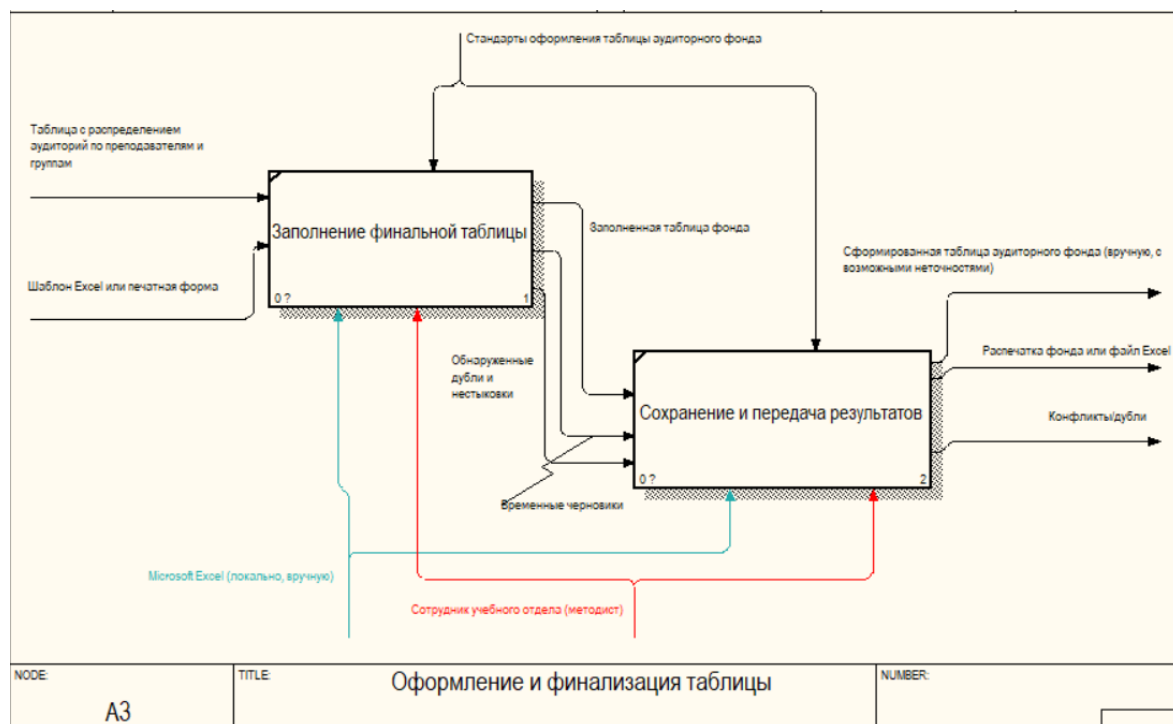 Стандарты оформления таблицы аудиторного фонда
Таблица с распределением
аудиторий по преподавателям и
группам
Заполнение финальной таблицы
0 ?
1
Заполненная таблица фонда
Шаблон Excel или печатная форма
Сформированная таблица аудиторного фонда (вручную, с
возможными неточностями)
Обнаруженные
дубли и
нестыковки
Распечатка фонда или файл Excel
Сохранение и передача результатов
0 ?
2
Конфликты/дубли
Временные черновики
Microsoft Excel (локально, вручную)
Сотрудник учебного отдела (методист)
NODE:
A3
TITLE:
Оформление и финализация таблицы
NUMBER: